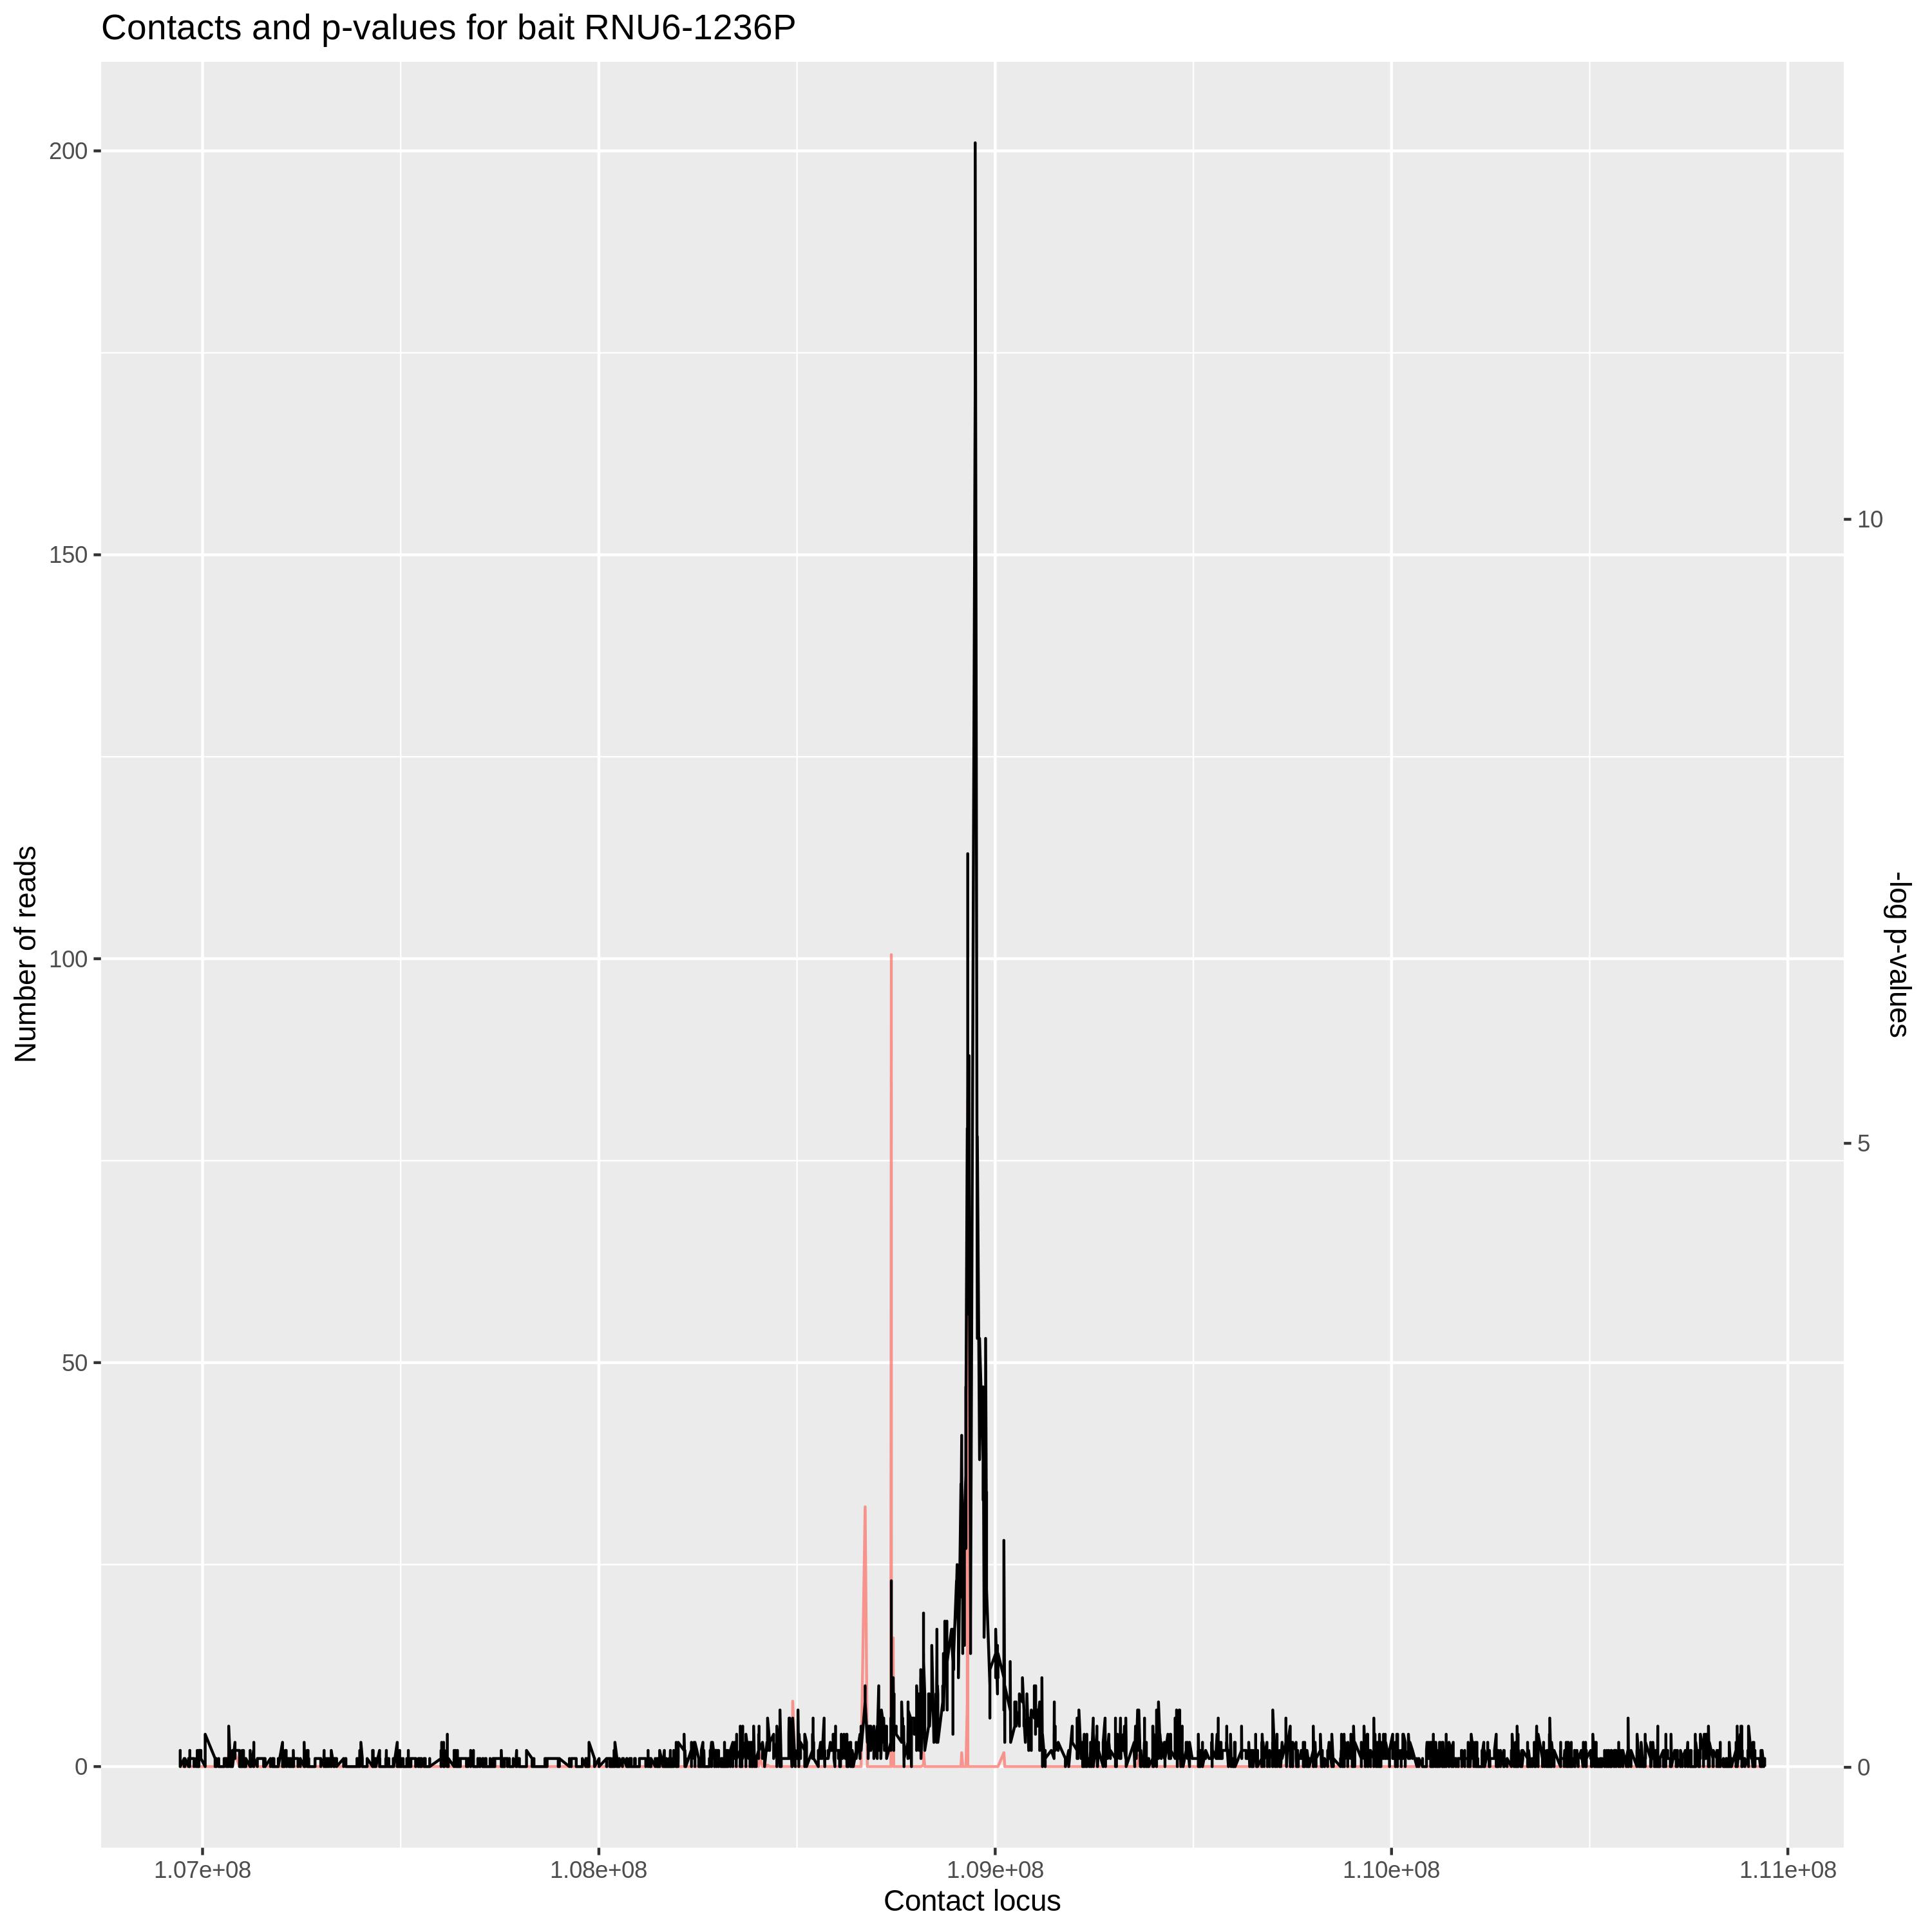 Contacts and p-values for bait RNU6-1236P
200
150
100
50
0
10
5
0
Number of reads
-log p-values
1.07e+08
1.08e+08
1.09e+08
1.10e+08
1.11e+08
Contact locus